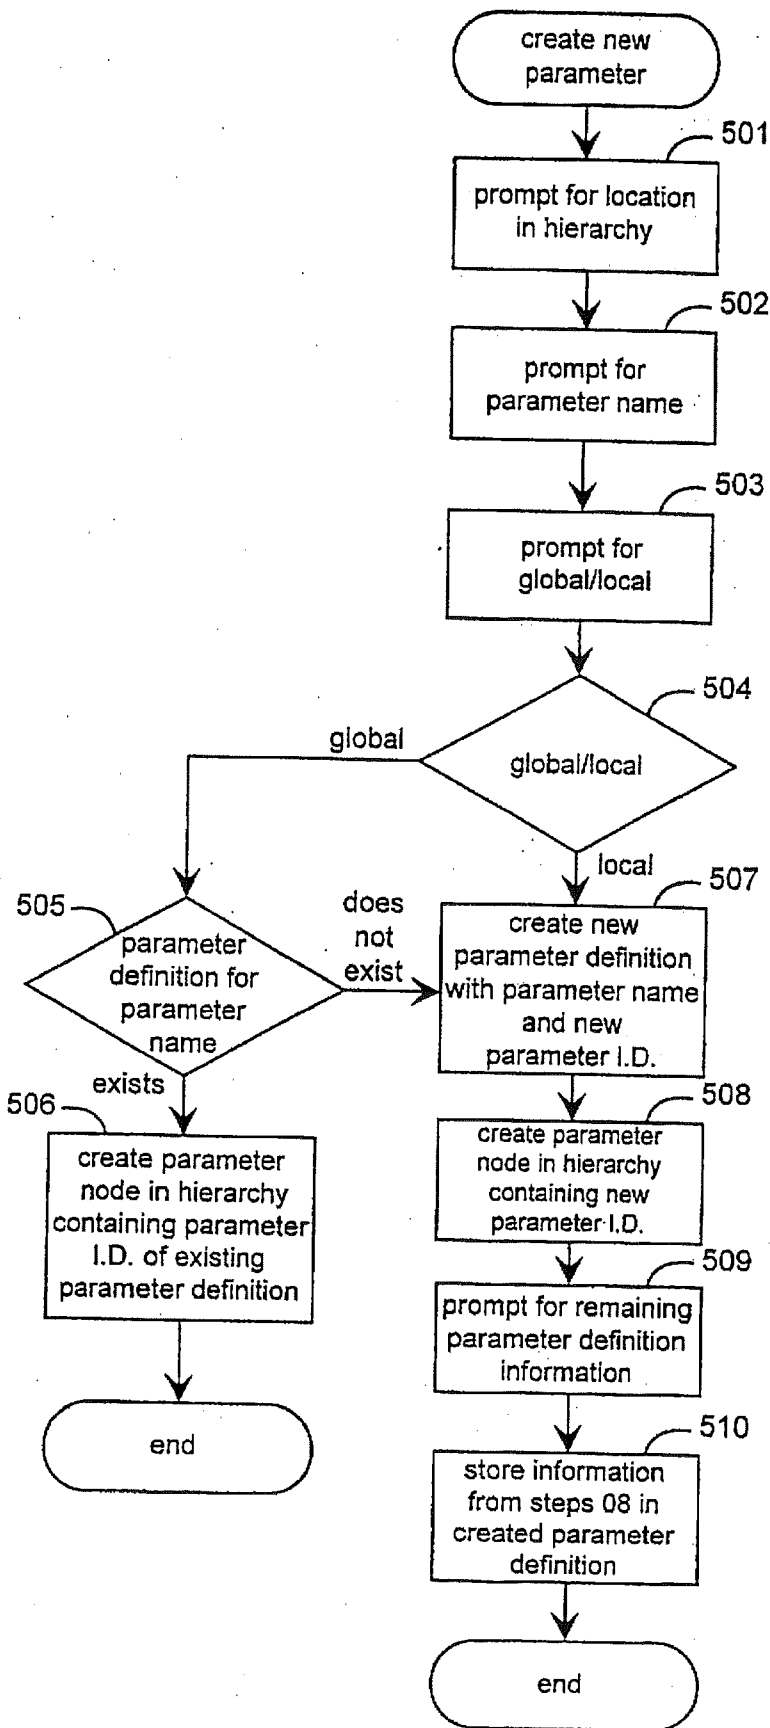 create new
parameter
501
prompt for location
in hierarchy
502
prompt for
parameter name
503
prompt for
global/local
504
global/local
global
local
505
parameter
definition for
parameter
name
does
not
exist
exists
506
create parameter
node in hierarchy
containing parameter
I.D. of existing
parameter definition
end
507
create new
parameter definition
with parameter name
and new
parameter I.D.
508
create parameter
node in hierarchy
containing new
parameter I.D.
509
prompt for remaining
parameter definition
information
510
store information
from steps 08 in
created parameter
definition
end